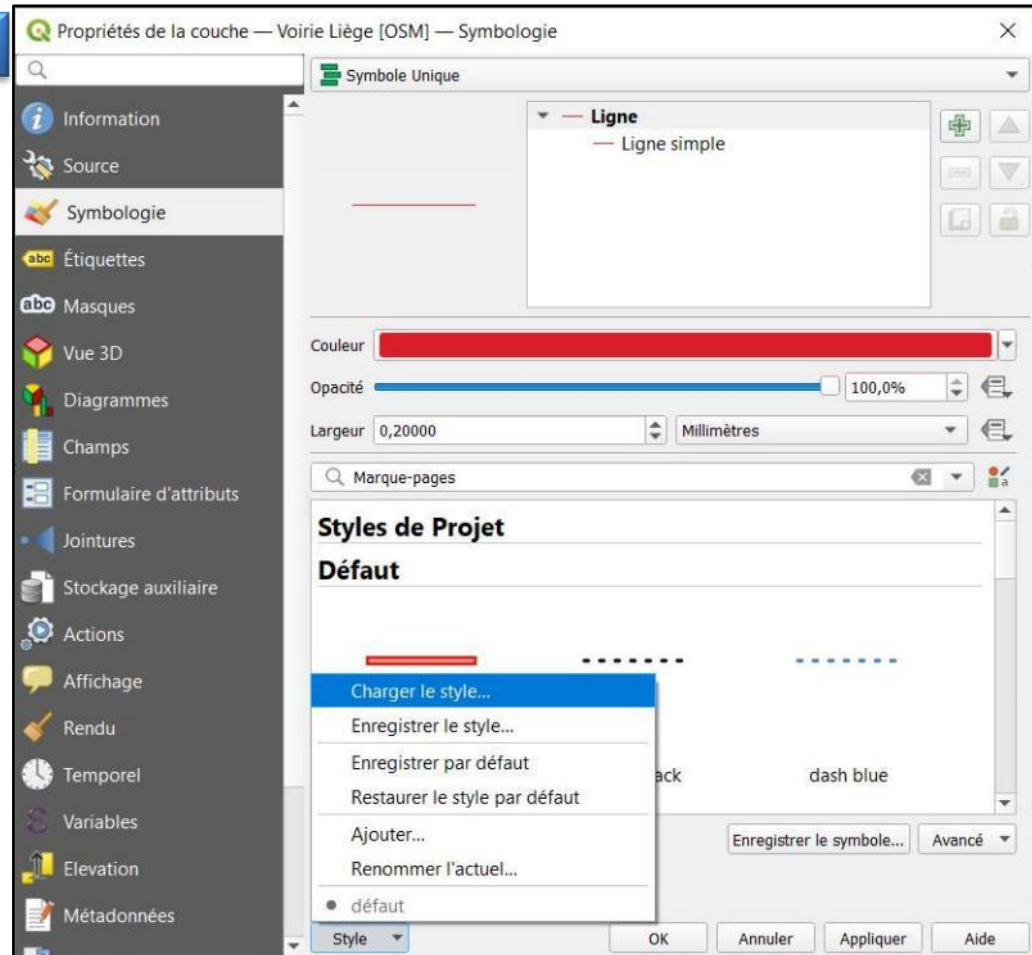 Propriétés de la couche — Voirie Liège [OSM] — Symbologie
Symbole Unique
Information
Source
Symbologie
abc Étiquettes
abc Masques
Vue 3D
Diagrammes
Champs
Formulaire d'attributs
Jointures
Stockage auxiliaire
Actions
Affichage
Rendu
Temporel
Variables
Elevation
Métadonnées
Ligne
Ligne simple
Couleur
Opacité 100,0%
Largeur 0,20000 Millimètres
Marque-pages
Styles de Projet
Défaut
dash blue
Charger le style...
Enregistrer le style...
Enregistrer par défaut
Restaurer le style par défaut
Ajouter...
Renommer l'actuel...
défaut
Enregistrer le symbole... Avancé
Style OK Annuler Appliquer Aide